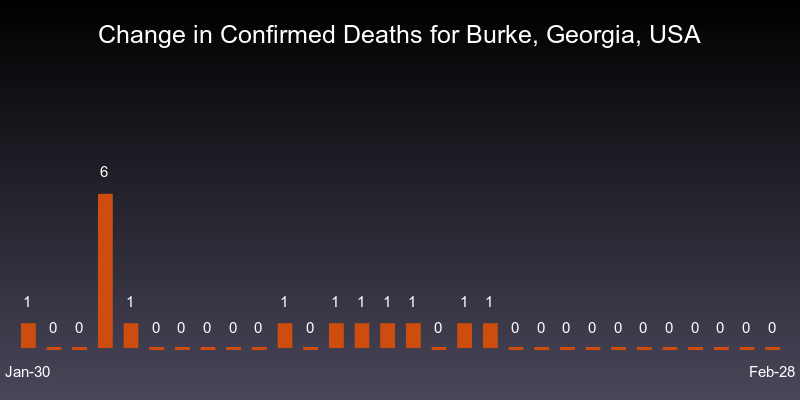 Change in Confirmed Deaths for Burke, Georgia, USA
6
1 0 0 1 0 0 0 0 0 1 0 1 1 1 1 0 1 1 0 0 0 0 0 0 0 0 0 0 0
Jan-30 Feb-28